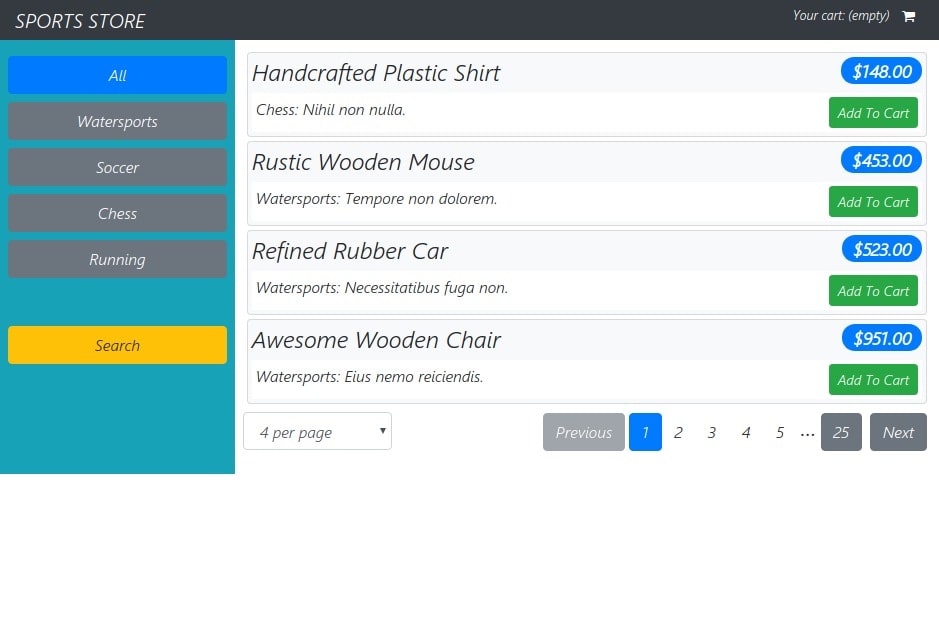 SPORTS STORE
Your cart: (empty)
All
Watersports
Soccer
Chess
Running
Search
Handcrafted Plastic Shirt $148.00
Chess: Nihil non nulla. Add To Cart
Rustic Wooden Mouse $453.00
Watersports: Tempore non dolorem. Add To Cart
Refined Rubber Car $523.00
Watersports: Necessitatibus fuga non. Add To Cart
Awesome Wooden Chair $951.00
Watersports: Eius nemo reiciendis. Add To Cart
4 per page Previous 1 2 3 4 5 ... 25 Next